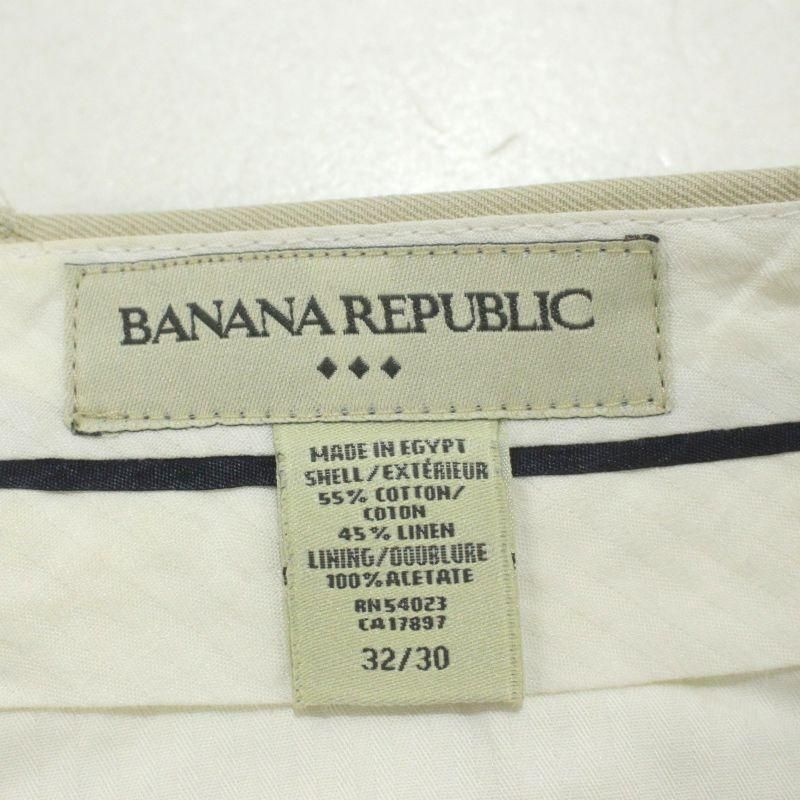 BANANA REPUBLIC
MADE IN EGYPT
SHELL/EXTÉRIEUR
55% COTTON/
COTON
45% LINEN
LINING/DOUBLURE
100% ACETATE
RN54023
CA17897
32/30